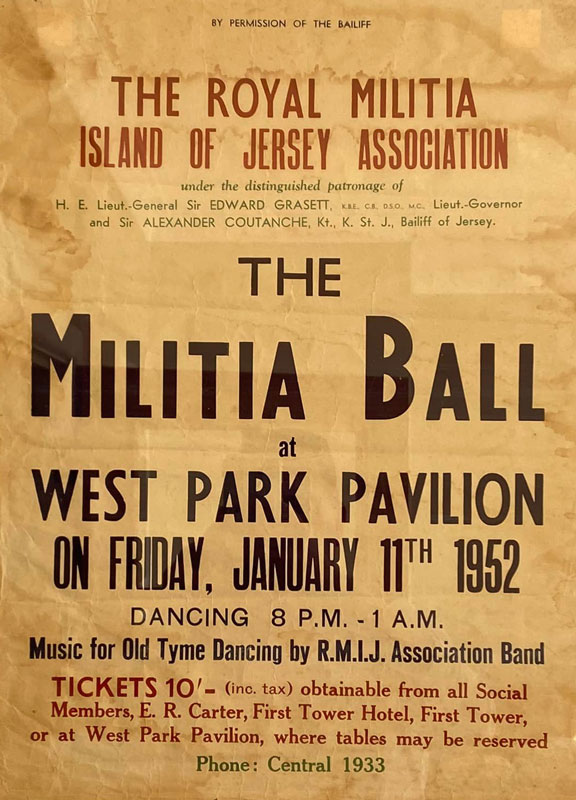 BY PERMISSION OF THE BAILIFF
THE ROYAL MILITIA
ISLAND OF JERSEY ASSOCIATION
under the distinguished patronage of
H. E. Lieut.-General Sir EDWARD GRASETT, K.B.E. C.B. D.S.O., M.C., Lieut.-Governor
and Sir ALEXANDER COUTANCHE, Kt., K. St. J., Bailiff of Jersey.
THE
MILITIA BALL
at
WEST PARK PAVILION
ON FRIDAY, JANUARY 11TH 1952
DANCING 8 P.M. - 1 A.M.
Music for Old Tyme Dancing by R.M.I.J. Association Band
TICKETS 10'- (inc. tax) obtainable from all Social
Members, E. R. Carter, First Tower Hotel, First Tower,
or at West Park Pavilion, where tables may be reserved
Phone: Central 1933